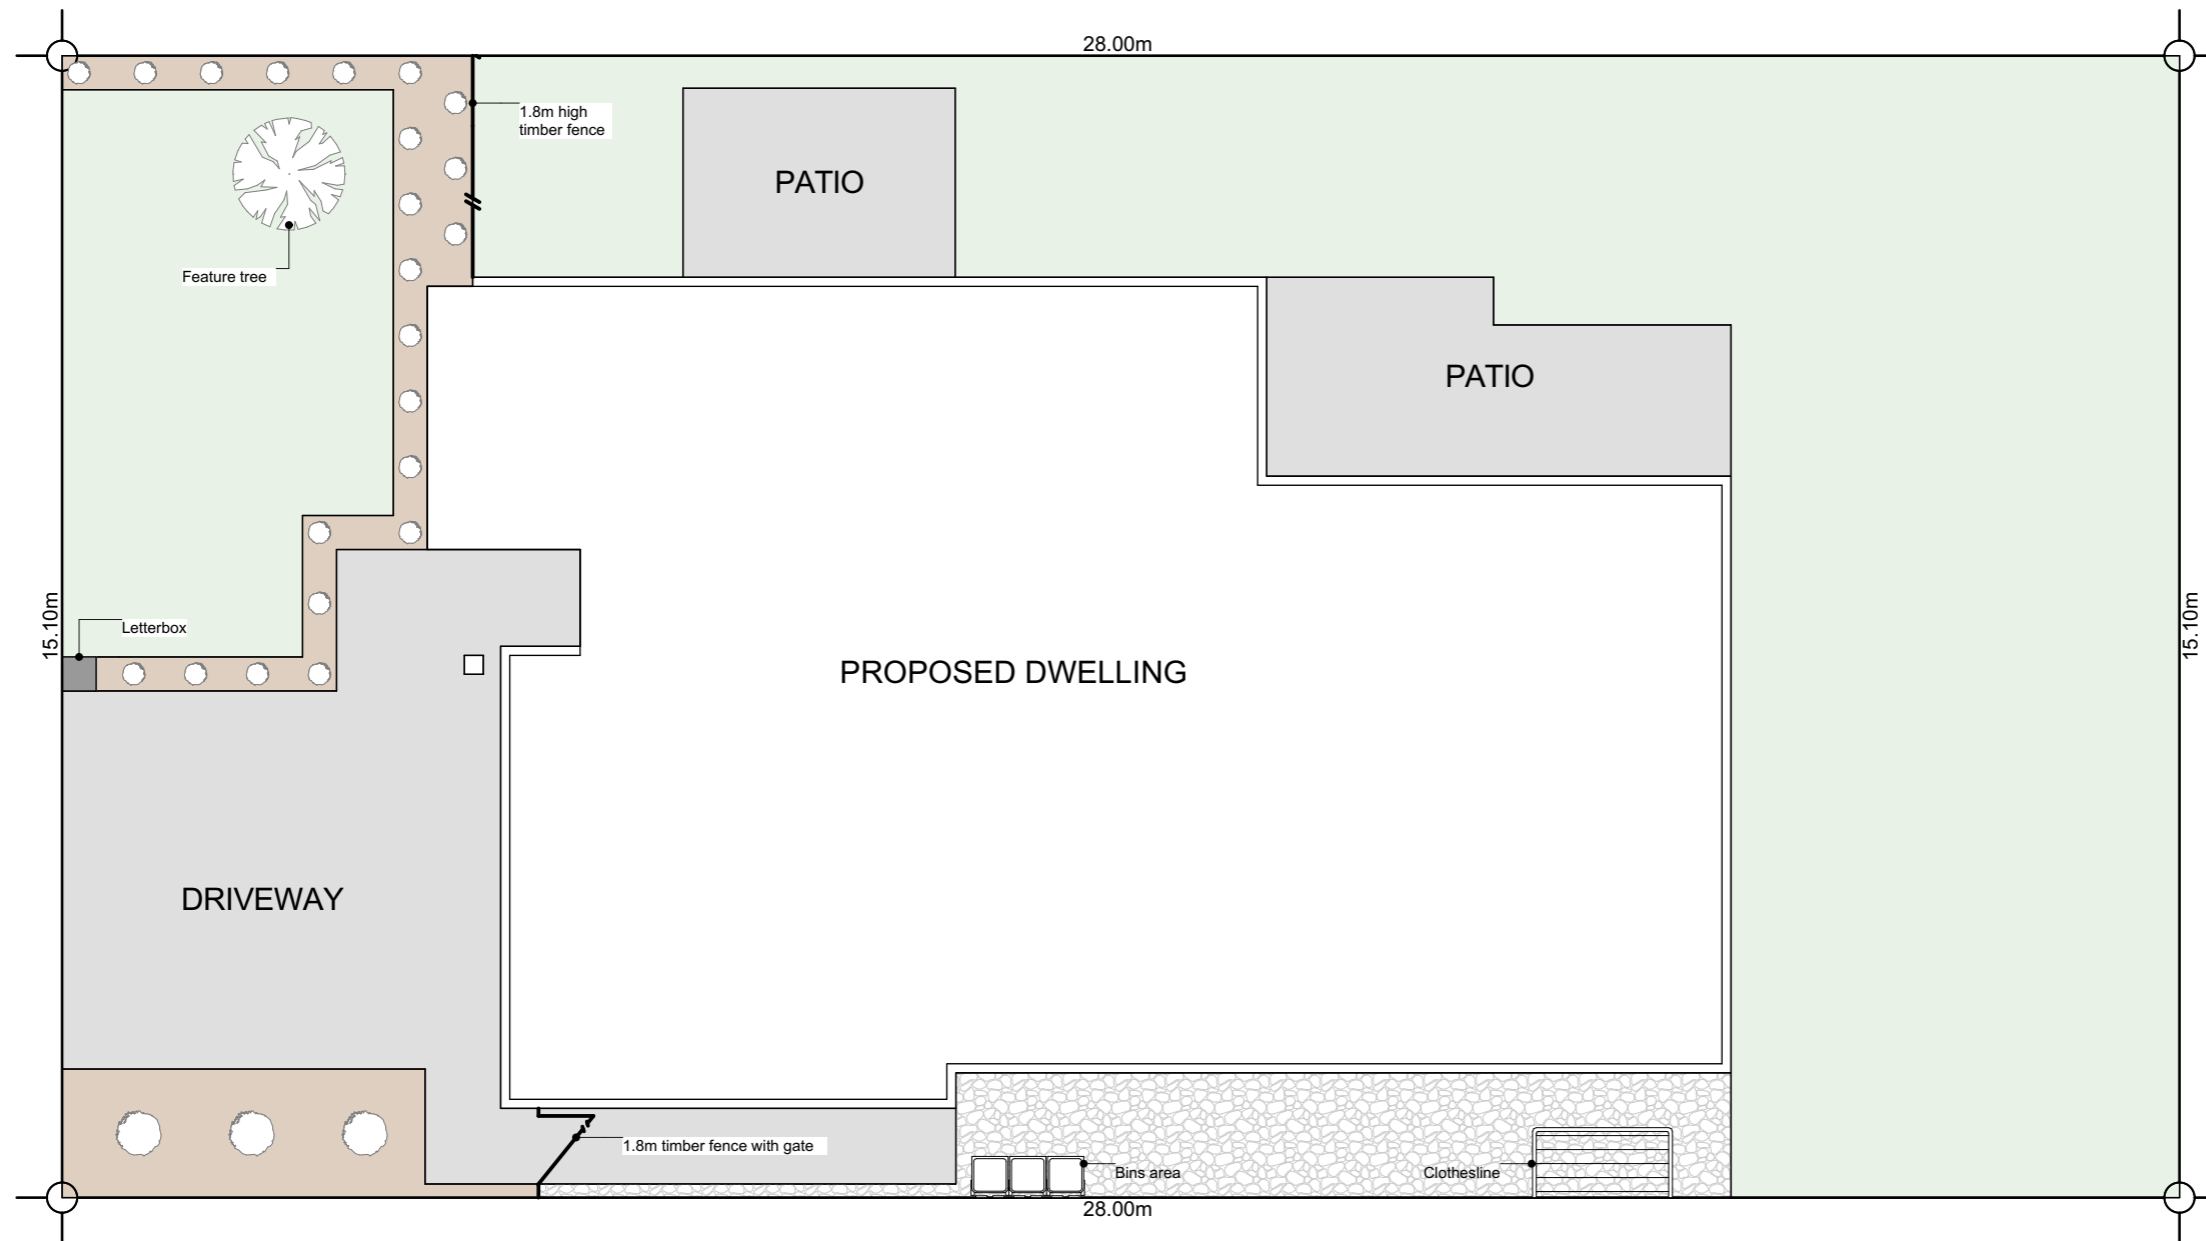 28.00m
1.8m high
timber fence
PATIO
Feature tree
PATIO
15.10m
Letterbox
15.10m
PROPOSED DWELLING
DRIVEWAY
1.8m timber fence with gate
Bins area
Clothesline
28.00m